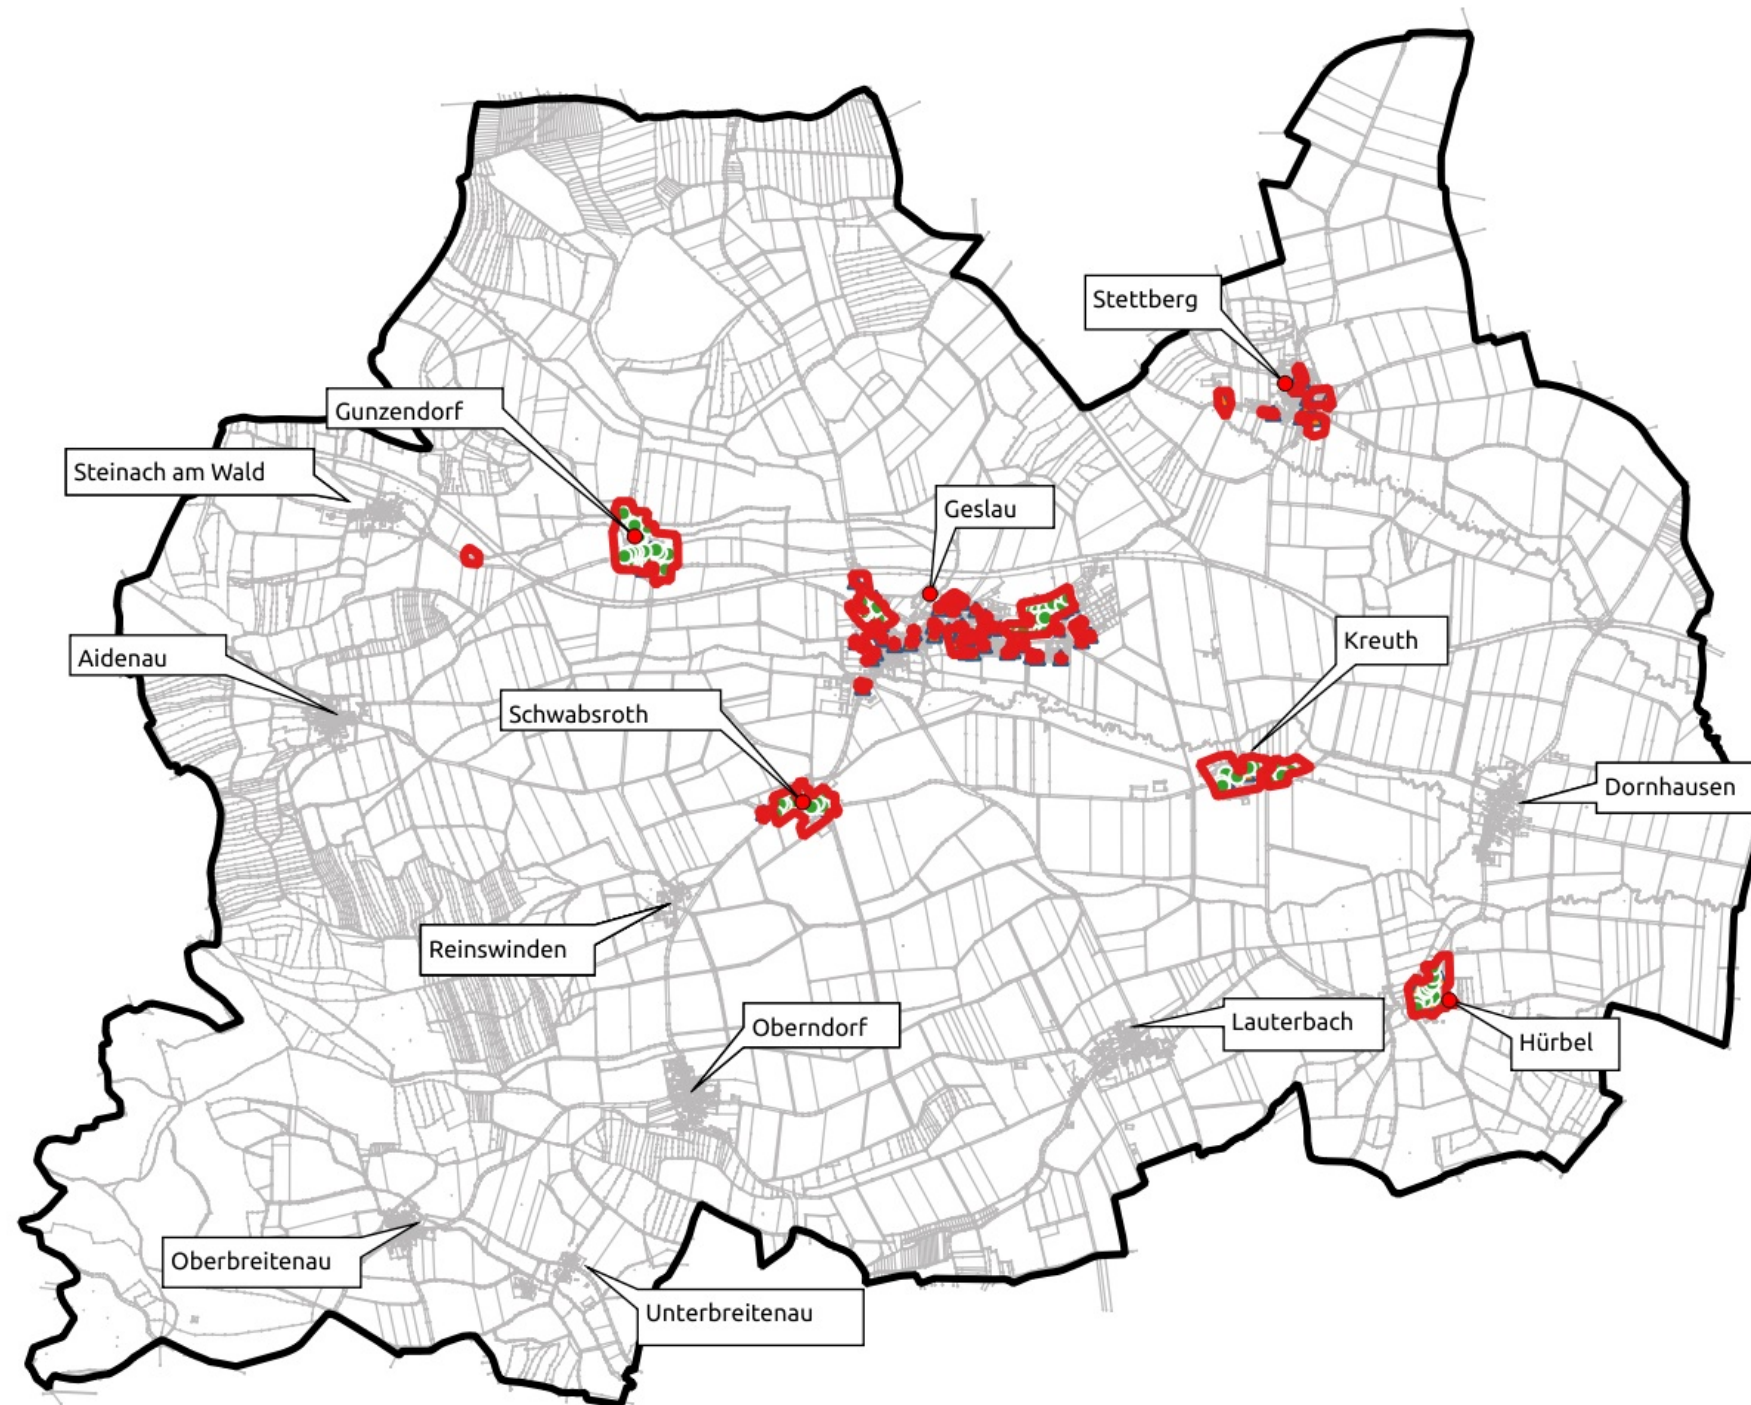 Stettberg
Gunzendorf
Steinach am Wald
Geslau
Kreuth
Aidenau
Schwabsroth
Dornhausen
Reinswinden
Oberndorf
Lauterbach
Hürbel
Oberbreitenau
Unterbreitenau